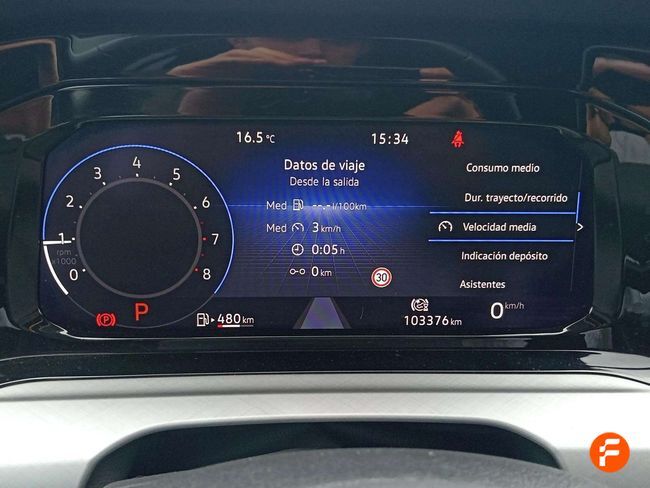 16.5 °C
15:34
Datos de viaje
Desde la salida
Med --.- l/100km
Med 3 km/h
0:05 h
0 km
30
Consumo medio
Dur. trayecto/recorrido
Velocidad media >
Indicación depósito
Asistentes
0 1 2 3 4 5 6 7 8
rpm
x1000
P
(P)
480 km
103376 km
0 km/h